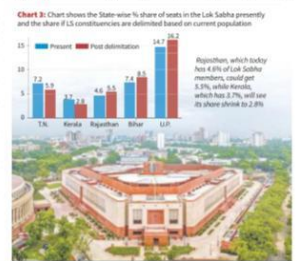 Chart 3: Chart shows the State-wise % share of seats in the Lok Sabha presently
and the share if LS constituencies are delimited based on current population
Present Post delimitation
15
10
5
0
7.2 5.9
3.7 2.8
4.6 5.5
7.4 8.5
14.7 16.2
T.N. Kerala Rajasthan Bihar U.P.
Rajasthan, which today
has 4.6% of Lok Sabha
members, could get
5.5%, while Kerala,
which has 3.7%, will see
its share shrink to 2.8%